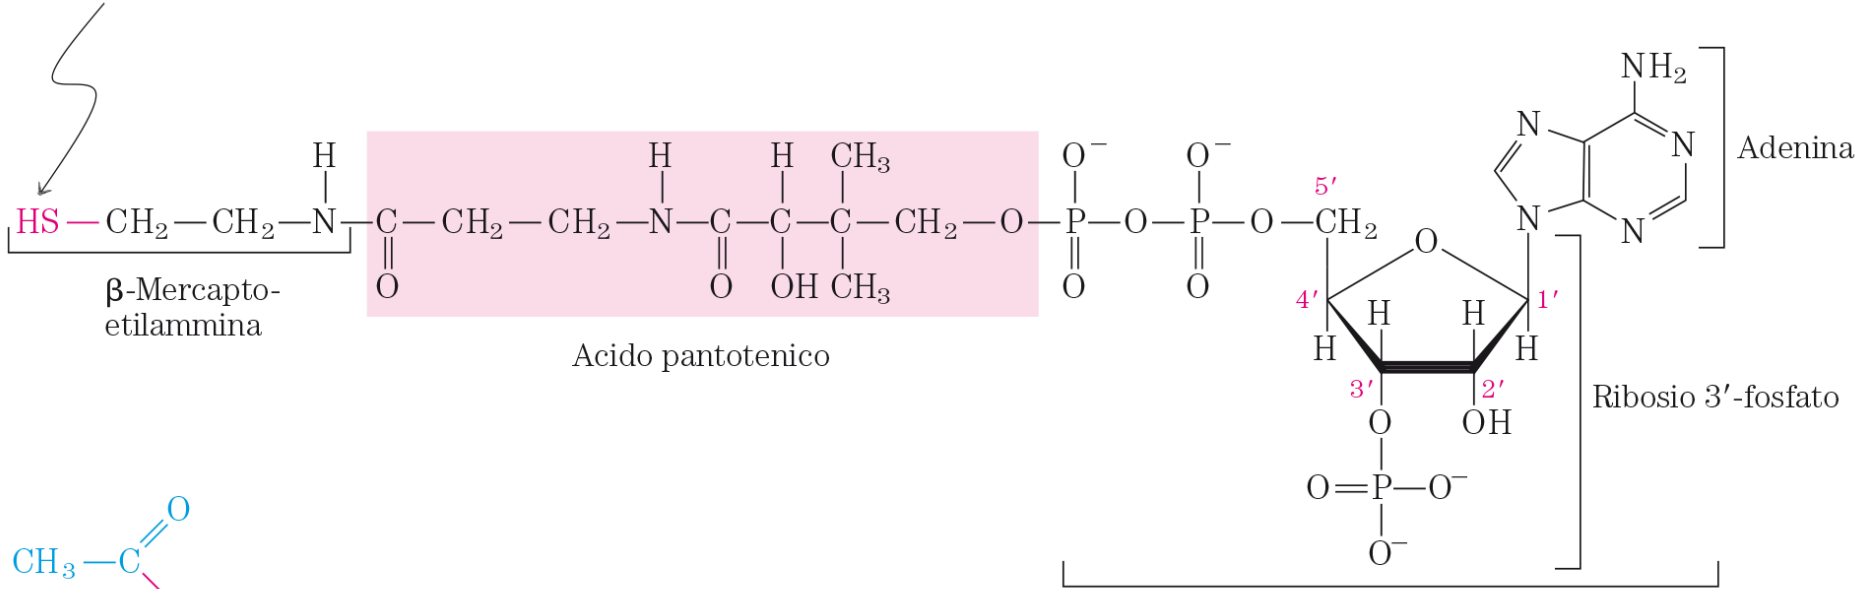 NH₂
N
N
Adenina
H
H
H
CH₃
O⁻
O⁻
5′
N
N
HS—CH₂—CH₂—N—C—CH₂—CH₂—N—C—C—C—CH₂—O—P—O—P—O—CH₂
O
O
O
OH
CH₃
O
O
4′
H
H
1′
β-Mercapto-
etilammina
H
H
Acido pantotenico
3′
2′
Ribosio 3′-fosfato
O
OH
O=P—O⁻
O⁻
O
CH₃—C